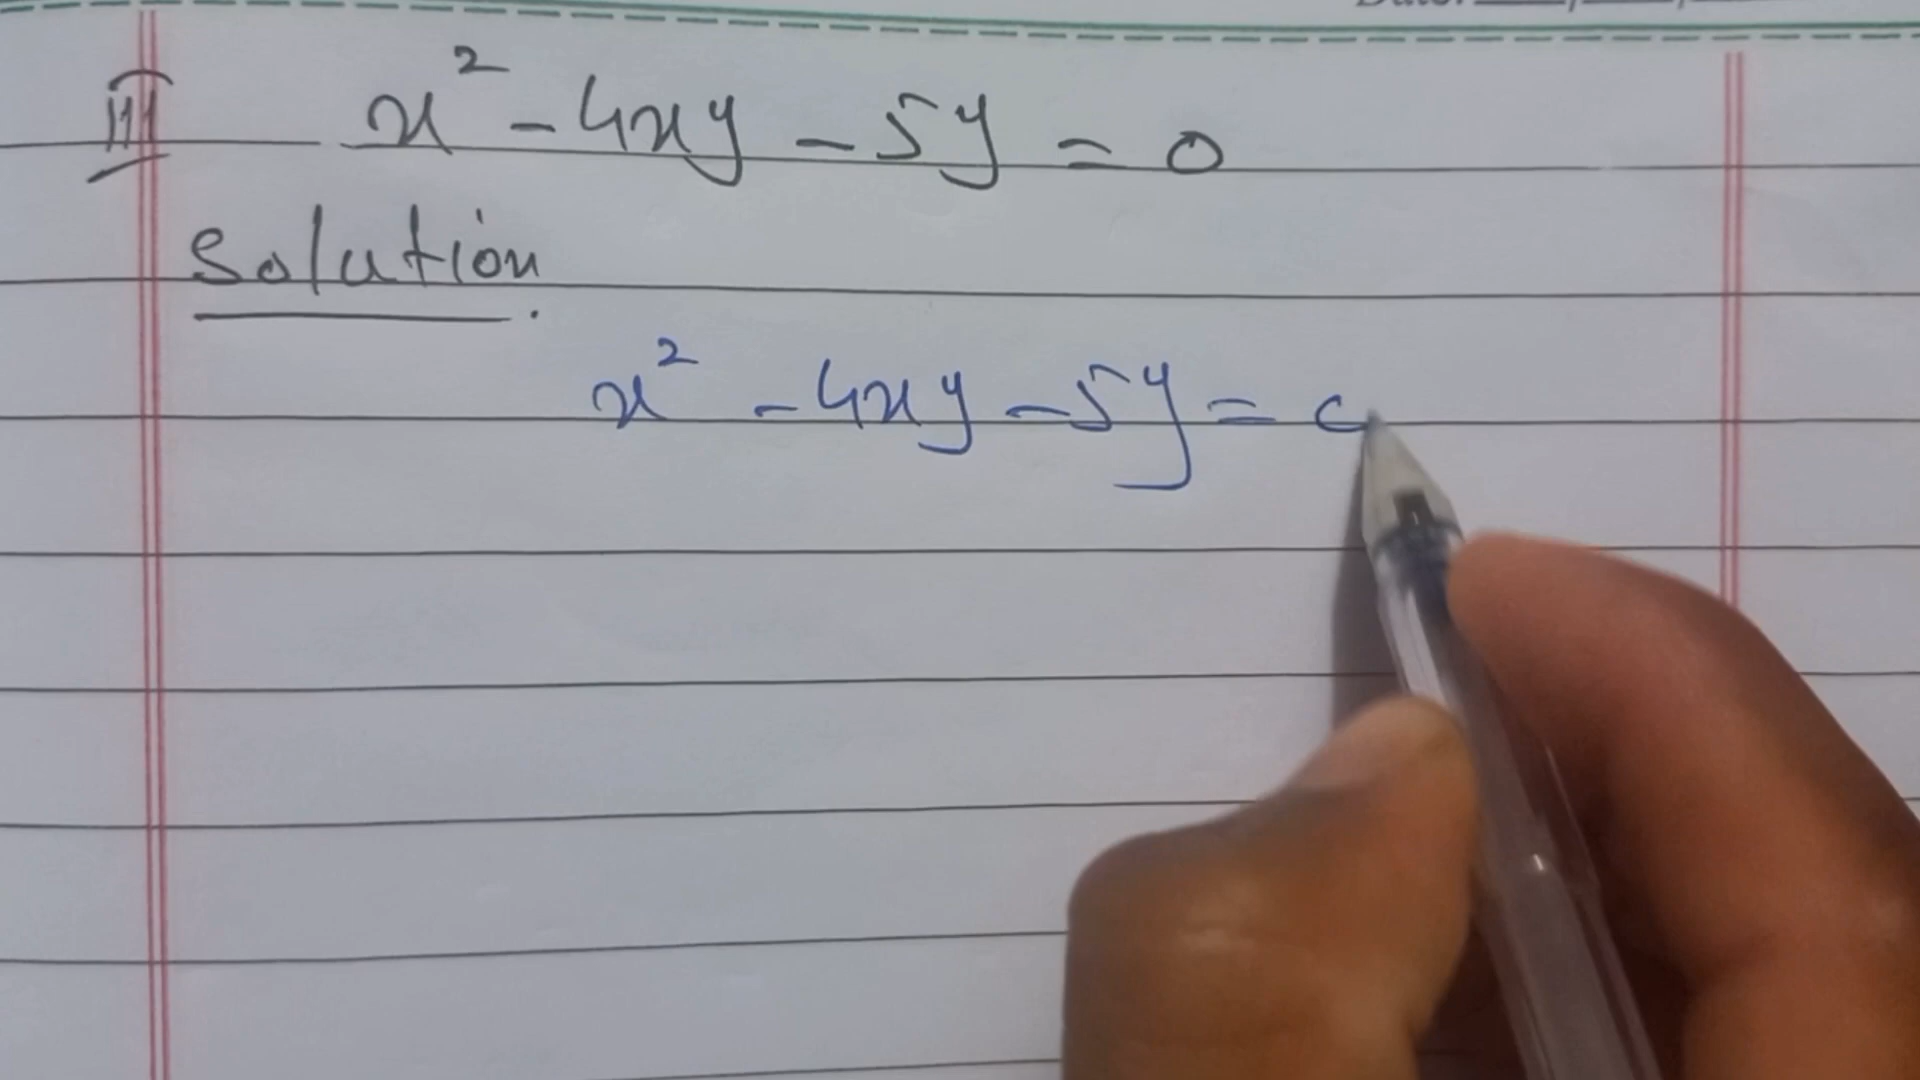 III x² - 4xy - 5y = 0
Solution.
x² - 4xy - 5y = 0